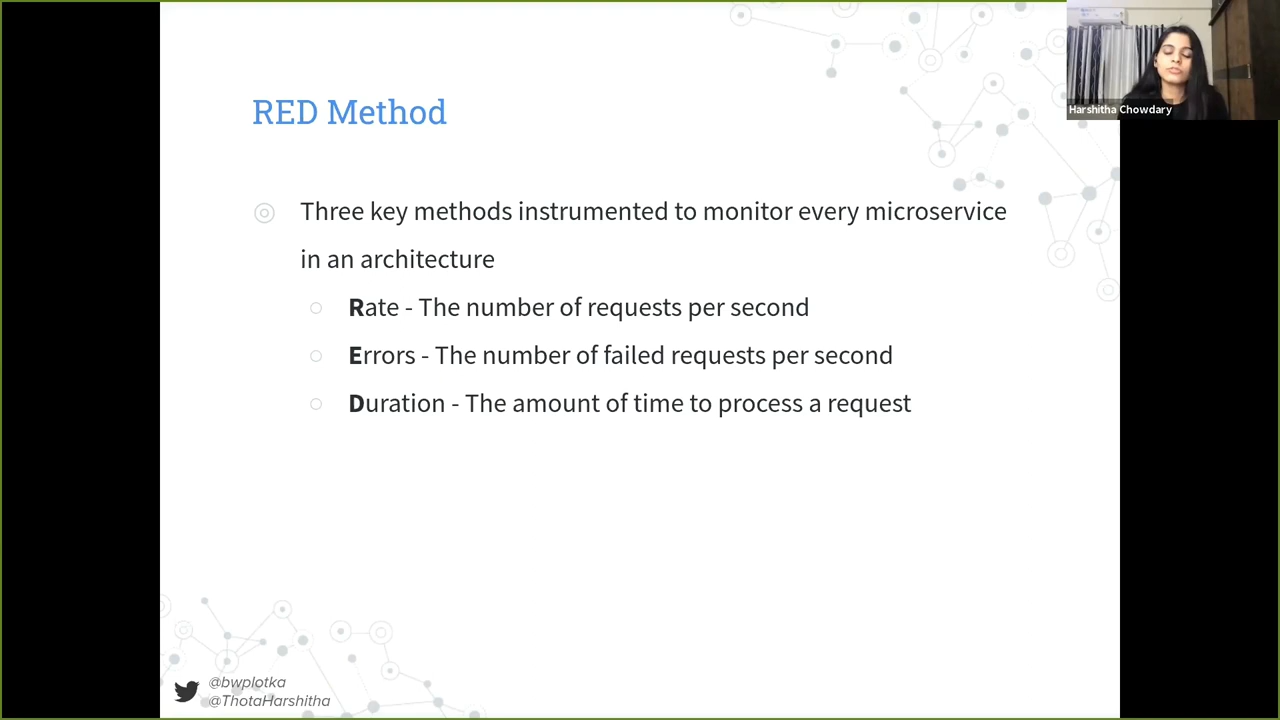 RED Method
Harshitha Chowdary
Three key methods instrumented to monitor every microservice
in an architecture
Rate - The number of requests per second
Errors - The number of failed requests per second
Duration - The amount of time to process a request
@bwplotka
@ThotaHarshitha